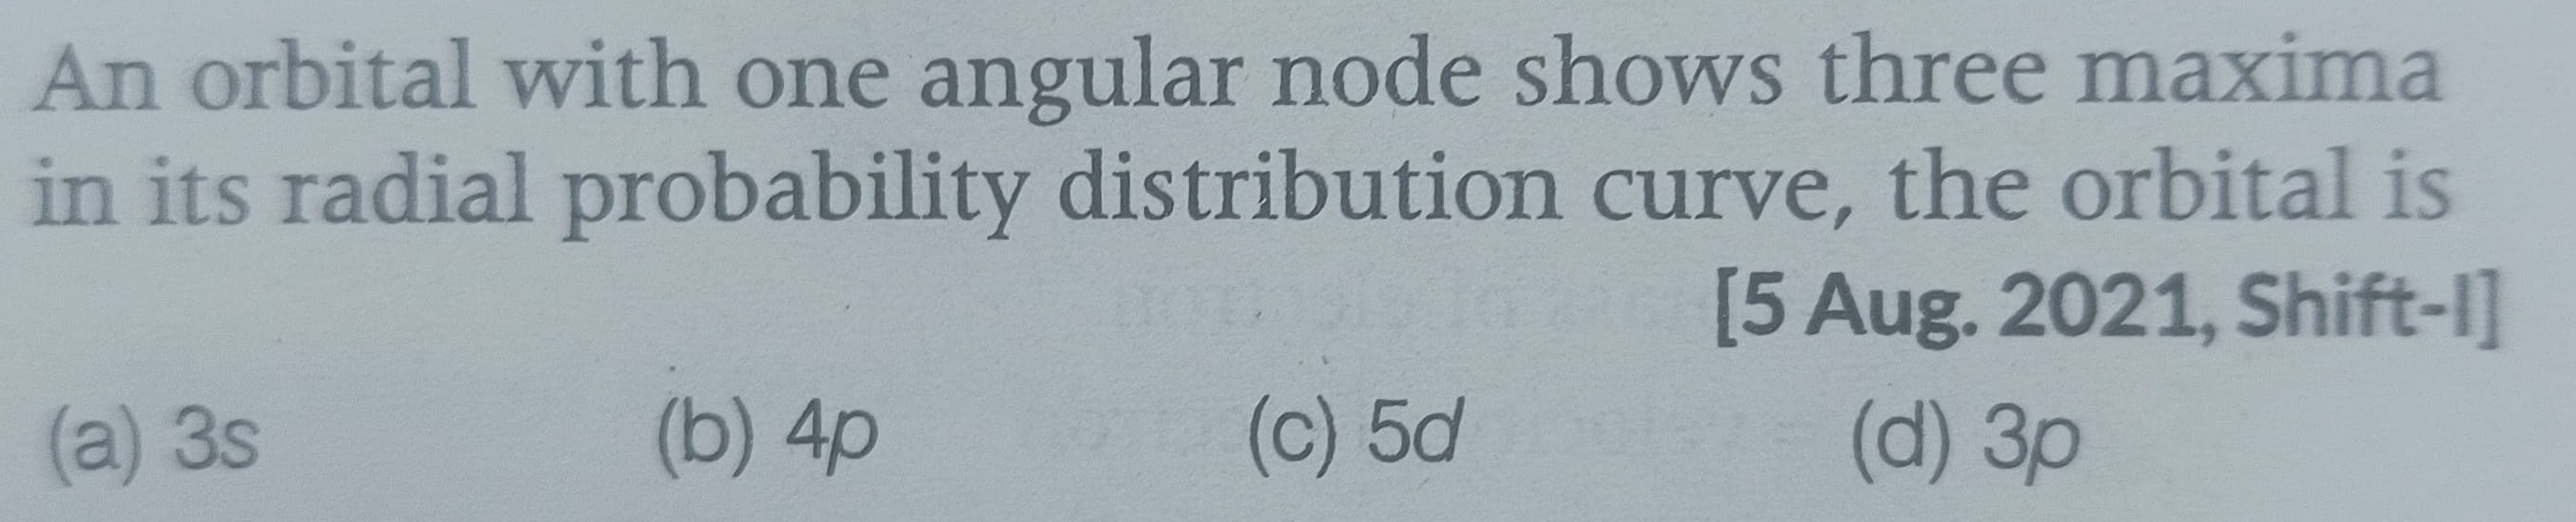 An orbital with one angular node shows three maxima
in its radial probability distribution curve, the orbital is
[5 Aug. 2021, Shift-I]
(a) 3s (b) 4p (c) 5d (d) 3p